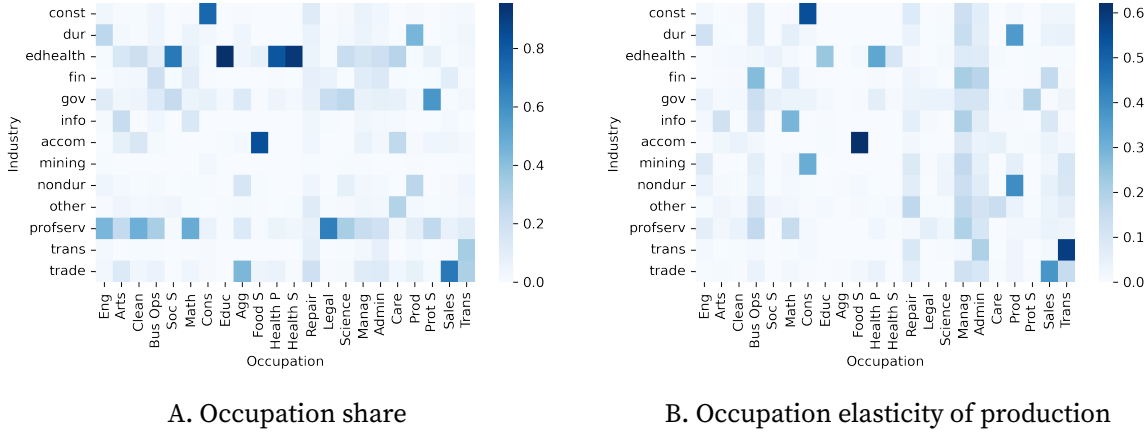 const
dur
edhealth
fin
gov
info
accom
mining
nondur
other
profserv
trans
trade
Industry
Eng
Arts
Clean
Bus Ops
Soc S
Math
Cons
Educ
Agg
Food S
Health P
Health S
Repair
Legal
Science
Manag
Admin
Care
Prod
Prot S
Sales
Trans
Occupation
0.8
0.6
0.4
0.2
0.0
A. Occupation share
const
dur
edhealth
fin
gov
info
accom
mining
nondur
other
profserv
trans
trade
Industry
Eng
Arts
Clean
Bus Ops
Soc S
Math
Cons
Educ
Agg
Food S
Health P
Health S
Repair
Legal
Science
Manag
Admin
Care
Prod
Prot S
Sales
Trans
Occupation
0.6
0.5
0.4
0.3
0.2
0.1
0.0
B. Occupation elasticity of production